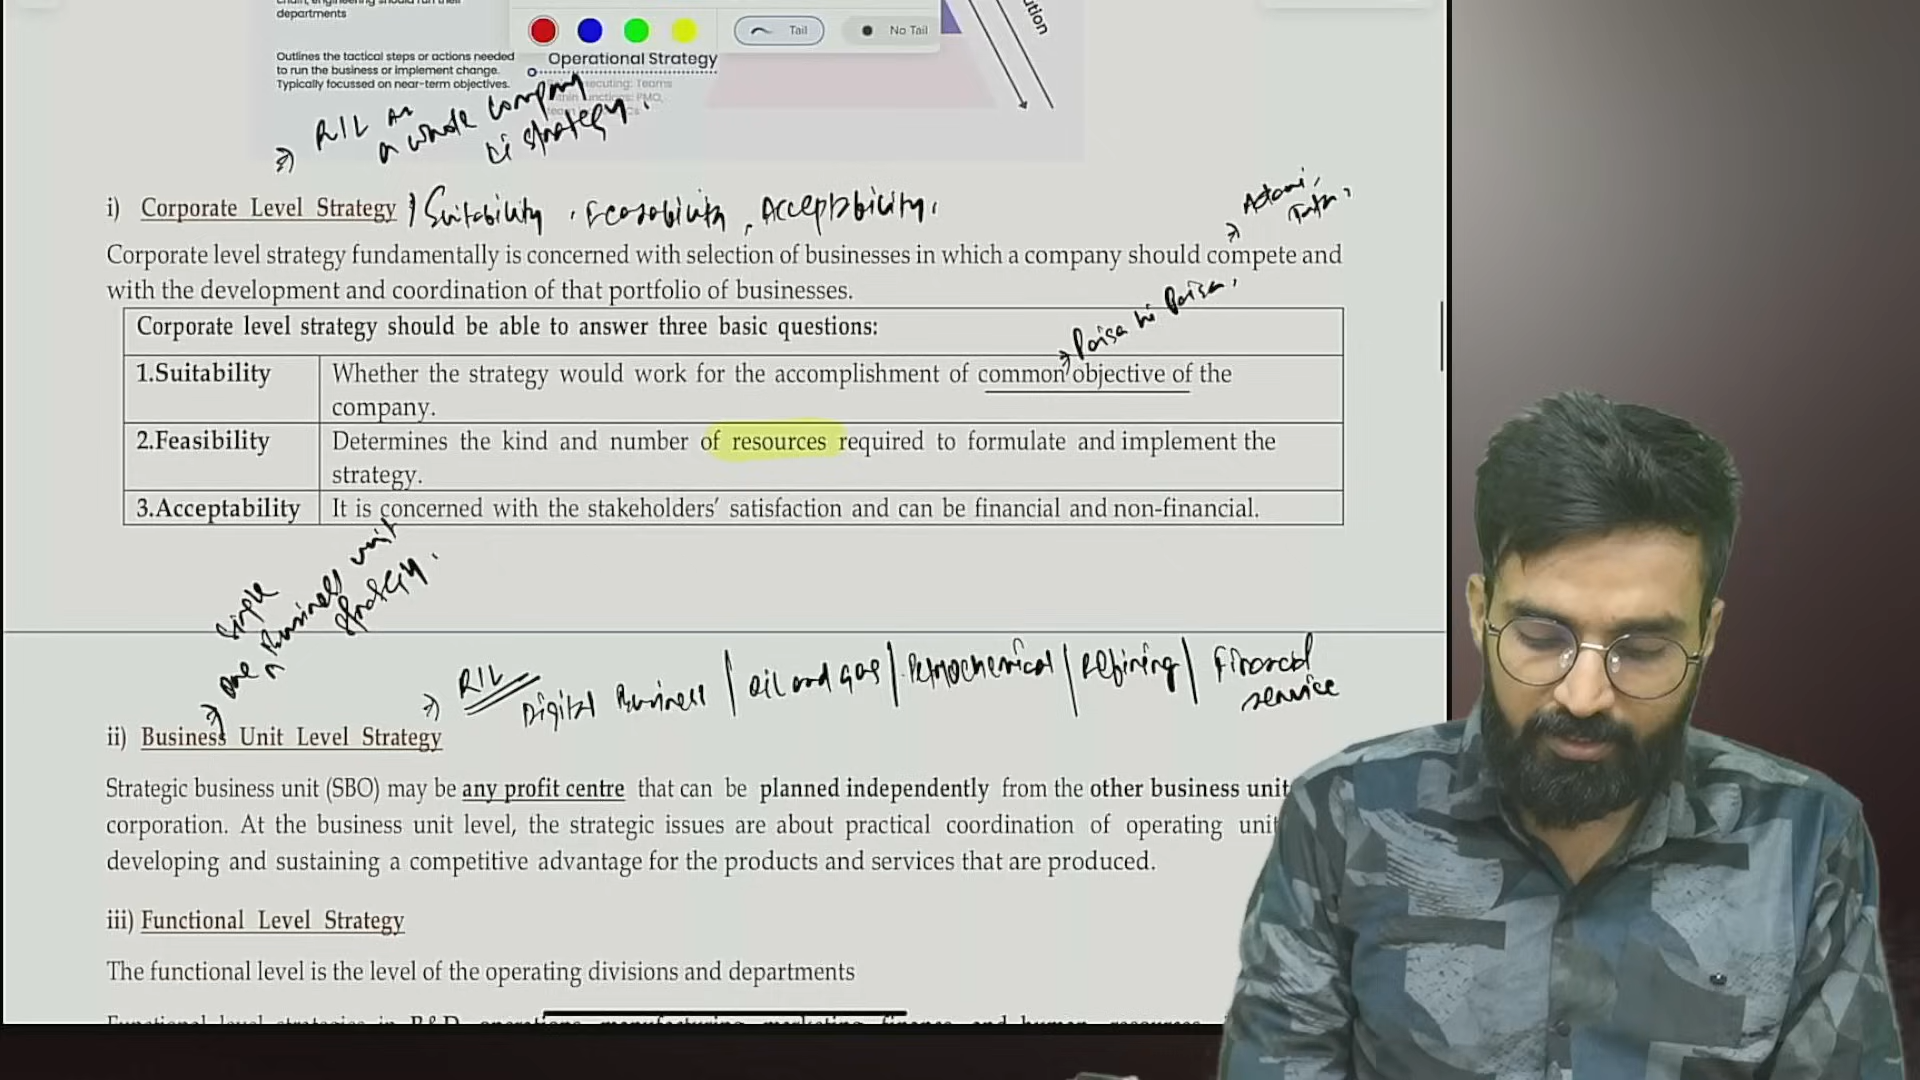 departments
ution
Tail
No Tail
Outlines the tactical steps or actions needed
to run the business or implement change.
Typically focussed on near-term objectives.
Operational Strategy
ecuting: Teams
RIL as
a whole company
ki strategy.
i) Corporate Level Strategy
Suitability, Feasability, Acceptability,
Adani,
Tata,
Corporate level strategy fundamentally is concerned with selection of businesses in which a company should compete and
with the development and coordination of that portfolio of businesses.
Paisa hi Paisa,
Corporate level strategy should be able to answer three basic questions:
1.Suitability
Whether the strategy would work for the accomplishment of common objective of the
company.
2.Feasibility
Determines the kind and number of resources required to formulate and implement the
strategy.
3.Acceptability
It is concerned with the stakeholders' satisfaction and can be financial and non-financial.
Business unit
RIL
Digital Business | oil and gas | Petrochemical | Refining | Financial
service
ii) Business Unit Level Strategy
Strategic business unit (SBO) may be any profit centre that can be planned independently from the other business unit
corporation. At the business unit level, the strategic issues are about practical coordination of operating unit
developing and sustaining a competitive advantage for the products and services that are produced.
iii) Functional Level Strategy
The functional level is the level of the operating divisions and departments